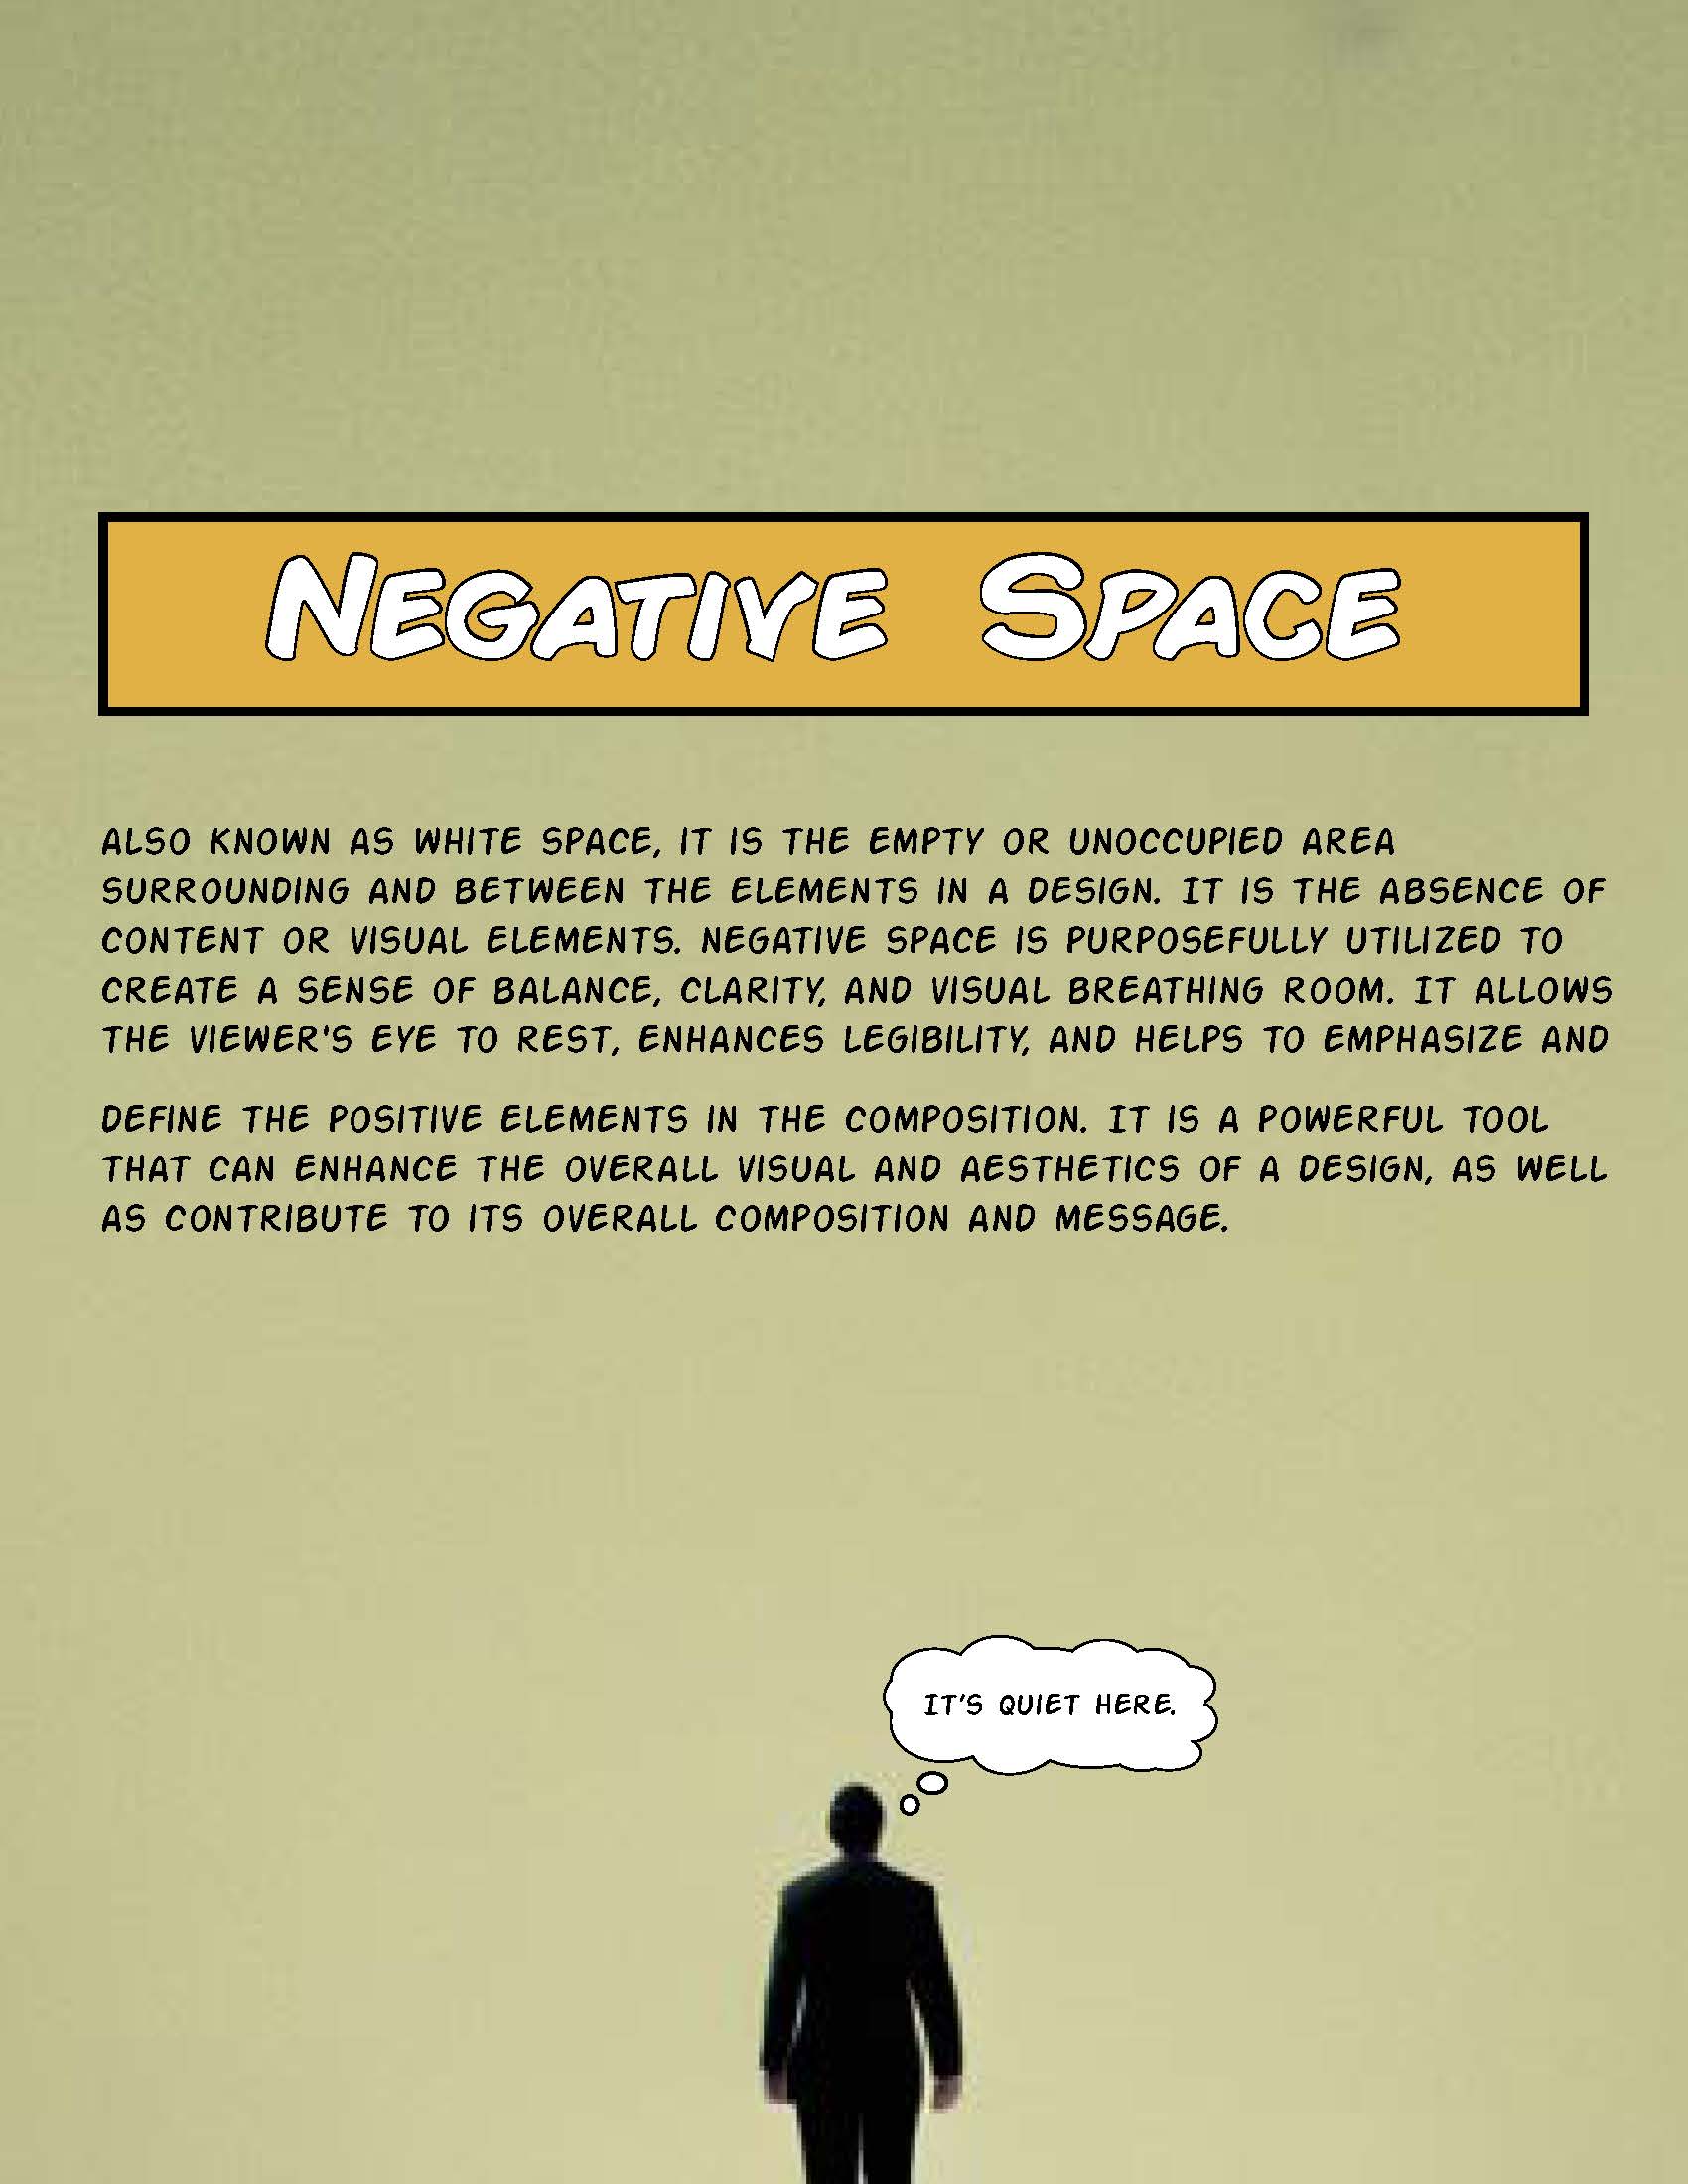 Negative Space
ALSO KNOWN AS WHITE SPACE, IT IS THE EMPTY OR UNOCCUPIED AREA
SURROUNDING AND BETWEEN THE ELEMENTS IN A DESIGN. IT IS THE ABSENCE OF
CONTENT OR VISUAL ELEMENTS. NEGATIVE SPACE IS PURPOSEFULLY UTILIZED TO
CREATE A SENSE OF BALANCE, CLARITY, AND VISUAL BREATHING ROOM. IT ALLOWS
THE VIEWER'S EYE TO REST, ENHANCES LEGIBILITY, AND HELPS TO EMPHASIZE AND
DEFINE THE POSITIVE ELEMENTS IN THE COMPOSITION. IT IS A POWERFUL TOOL
THAT CAN ENHANCE THE OVERALL VISUAL AND AESTHETICS OF A DESIGN, AS WELL
AS CONTRIBUTE TO ITS OVERALL COMPOSITION AND MESSAGE.
IT'S QUIET HERE.